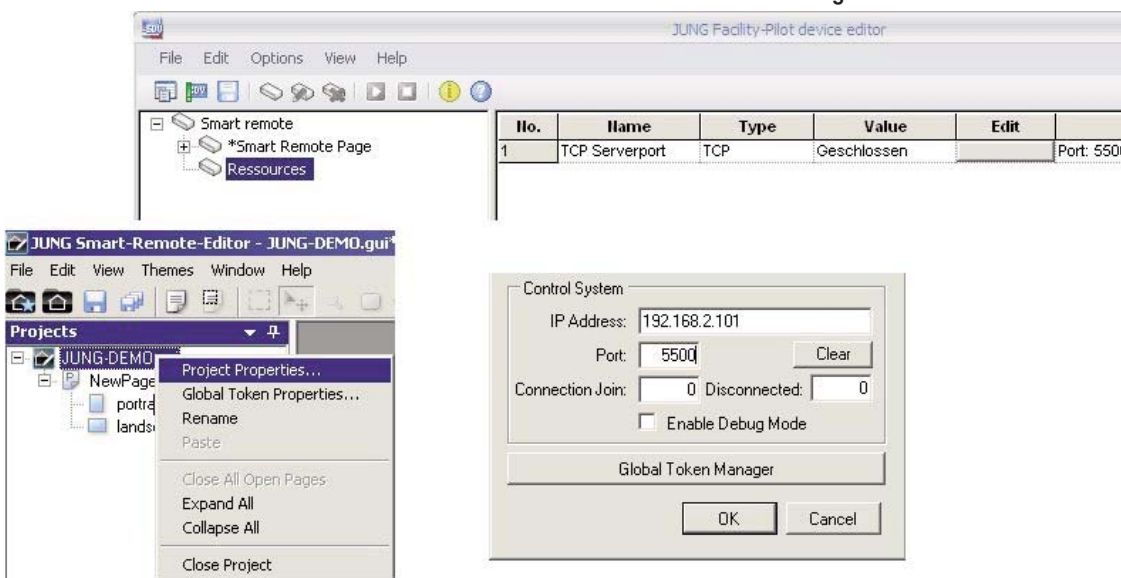 JUNG Facility-Pilot device editor
File Edit Options View Help
Smart remote
*Smart Remote Page
Ressources
No. Name Type Value Edit
1 TCP Serverport TCP Geschlossen Port: 550
JUNG Smart-Remote-Editor - JUNG-DEMO.gui*
File Edit View Themes Window Help
Projects
JUNG-DEMO
NewPage
portra
lands
Project Properties...
Global Token Properties...
Rename
Paste
Close All Open Pages
Expand All
Collapse All
Close Project
Control System
IP Address: 192.168.2.101
Port: 5500 Clear
Connection Join: 0 Disconnected: 0
Enable Debug Mode
Global Token Manager
OK Cancel